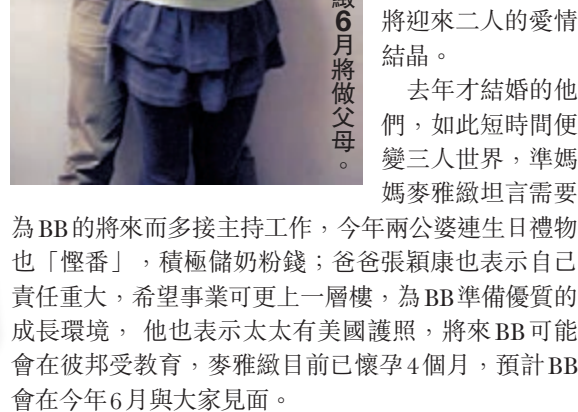 緻6月將做父母。
將迎來二人的愛情
結晶。
去年才結婚的他
們，如此短時間便
變三人世界，準媽
媽麥雅緻坦言需要
為BB的將來而多接主持工作，今年兩公婆連生日禮物
也「慳番」，積極儲奶粉錢；爸爸張穎康也表示自己
責任重大，希望事業可更上一層樓，為BB準備優質的
成長環境， 他也表示太太有美國護照，將來BB可能
會在彼邦受教育，麥雅緻目前已懷孕4個月，預計BB
會在今年6月與大家見面。